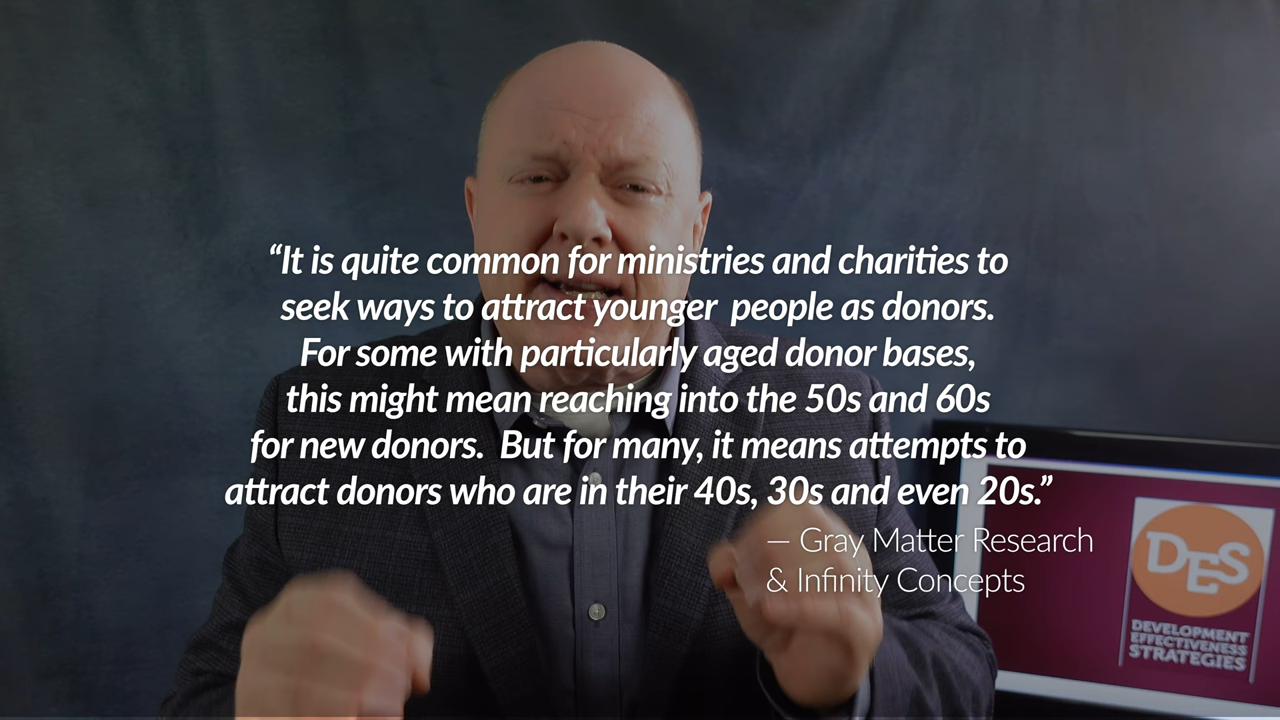 “It is quite common for ministries and charities to
seek ways to attract younger  people as donors.
For some with particularly aged donor bases,
this might mean reaching into the 50s and 60s
for new donors.  But for many, it means attempts to
attract donors who are in their 40s, 30s and even 20s.”
— Gray Matter Research
& Infinity Concepts
DES
DEVELOPMENT
EFFECTIVENESS
STRATEGIES